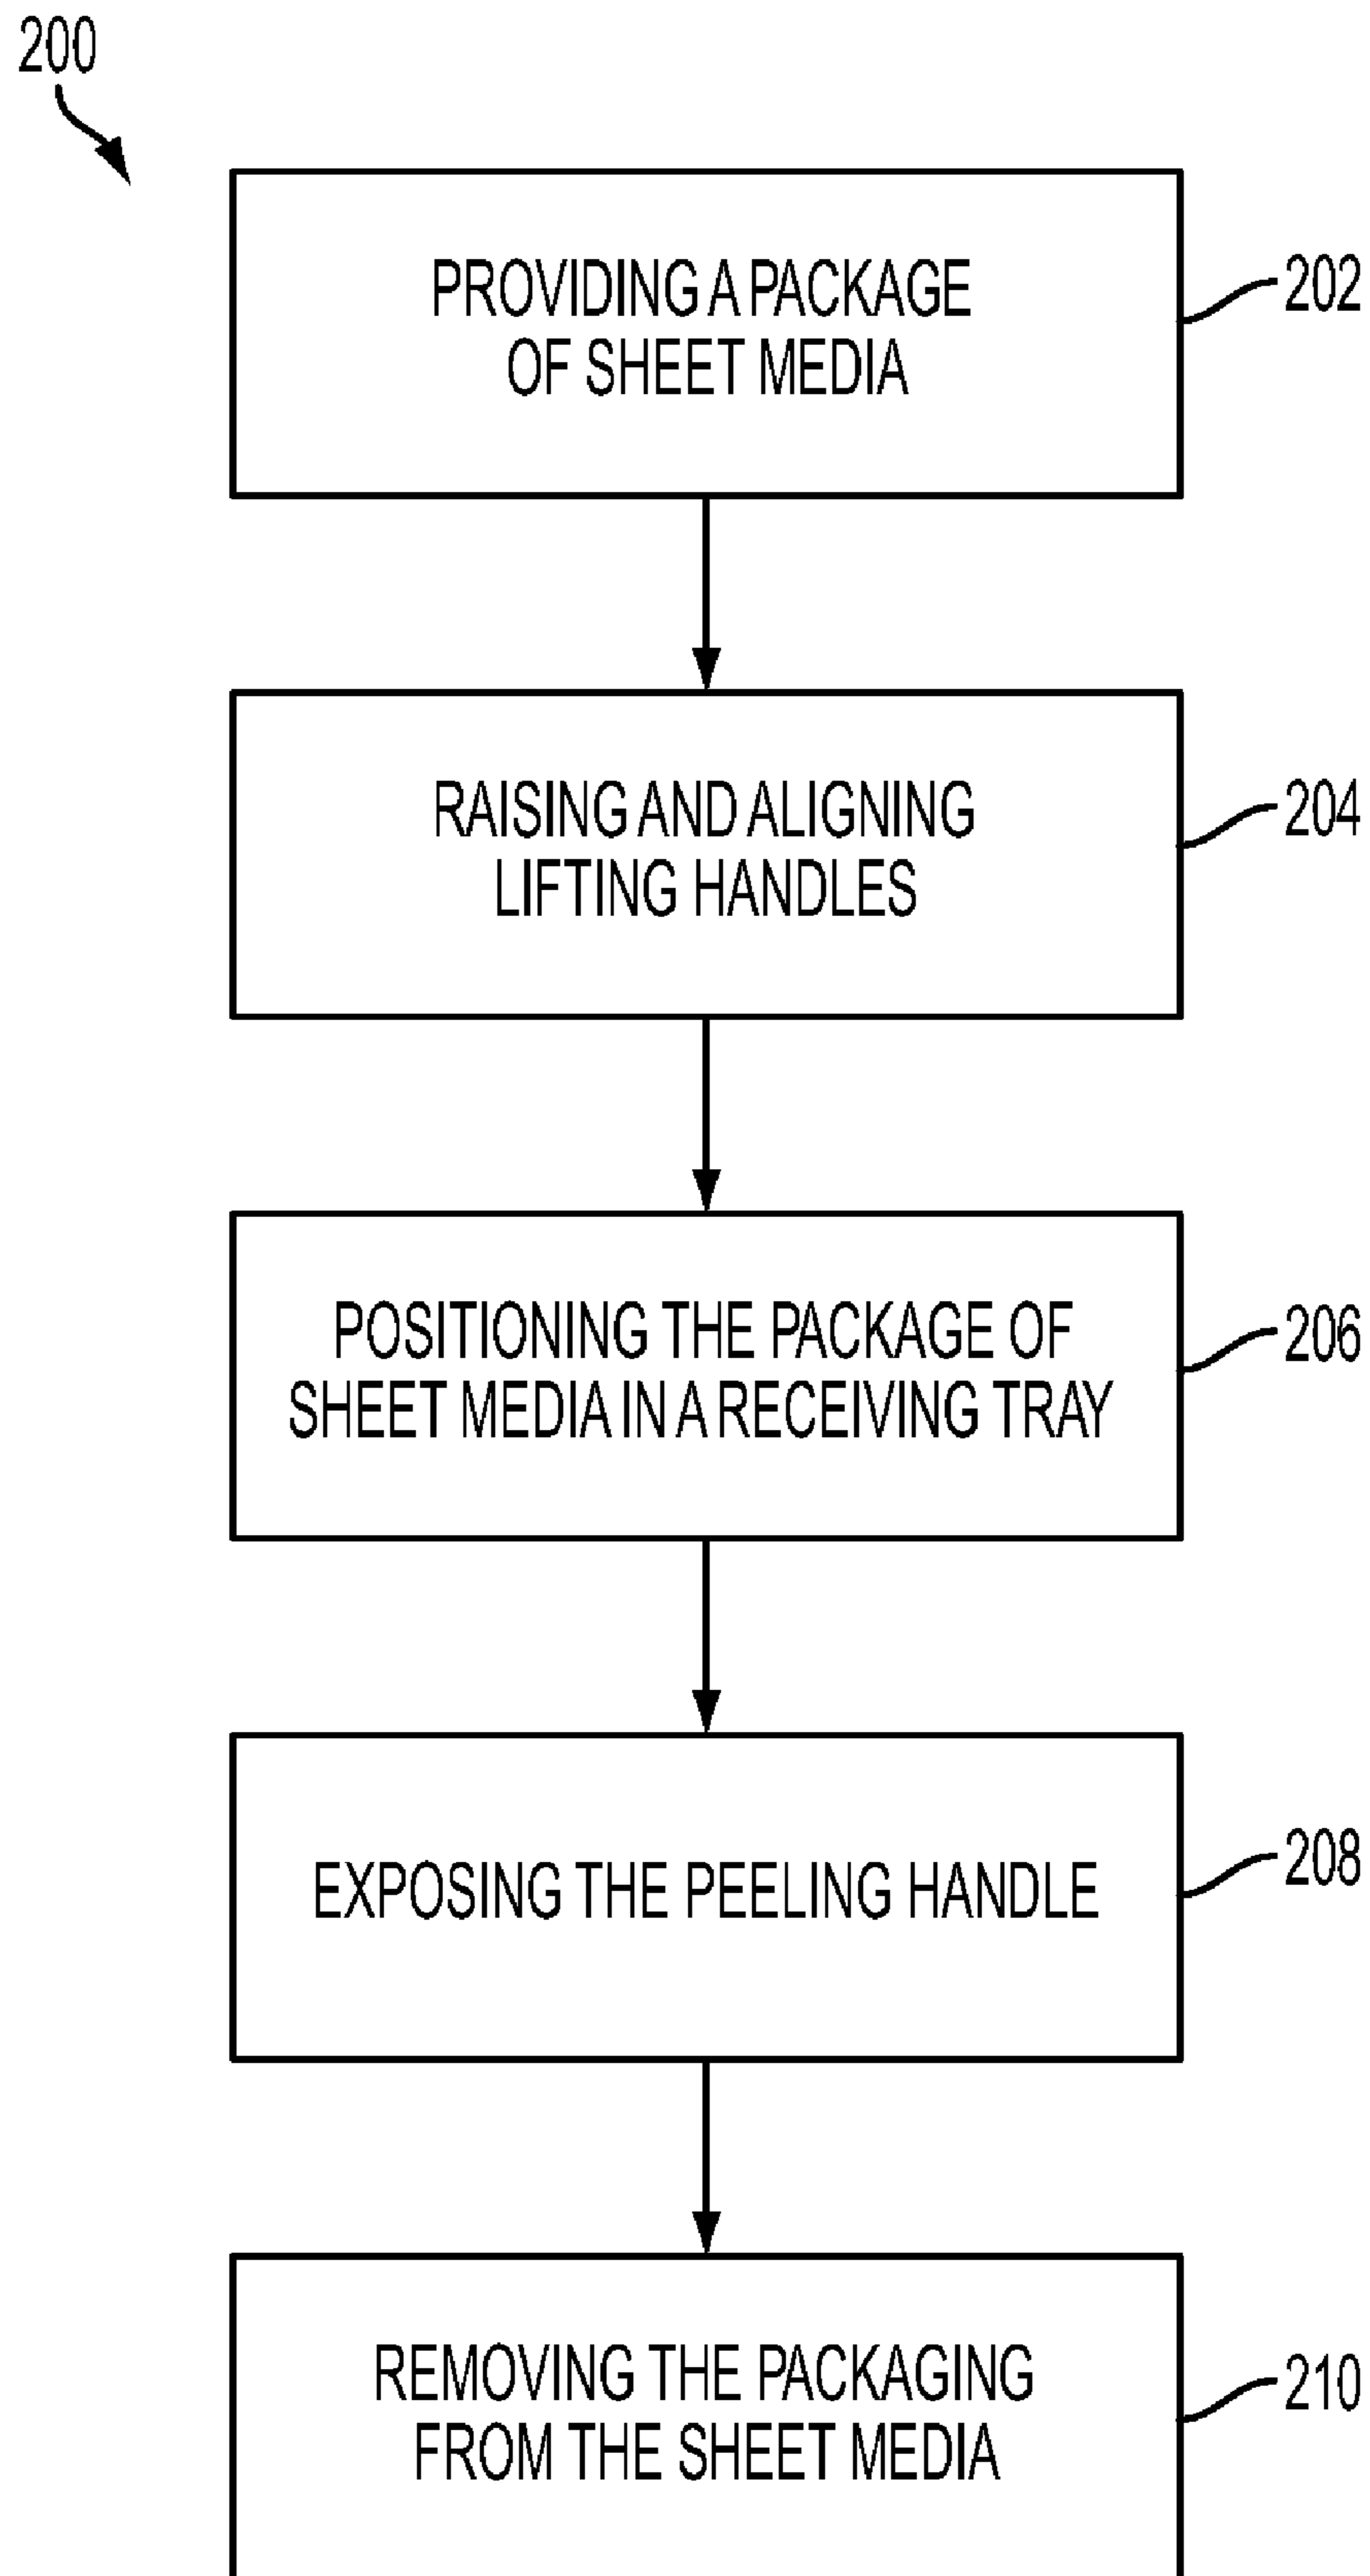 200
PROVIDING A PACKAGE
OF SHEET MEDIA
202
RAISING AND ALIGNING
LIFTING HANDLES
204
POSITIONING THE PACKAGE OF
SHEET MEDIA IN A RECEIVING TRAY
206
EXPOSING THE PEELING HANDLE
208
REMOVING THE PACKAGING
FROM THE SHEET MEDIA
210